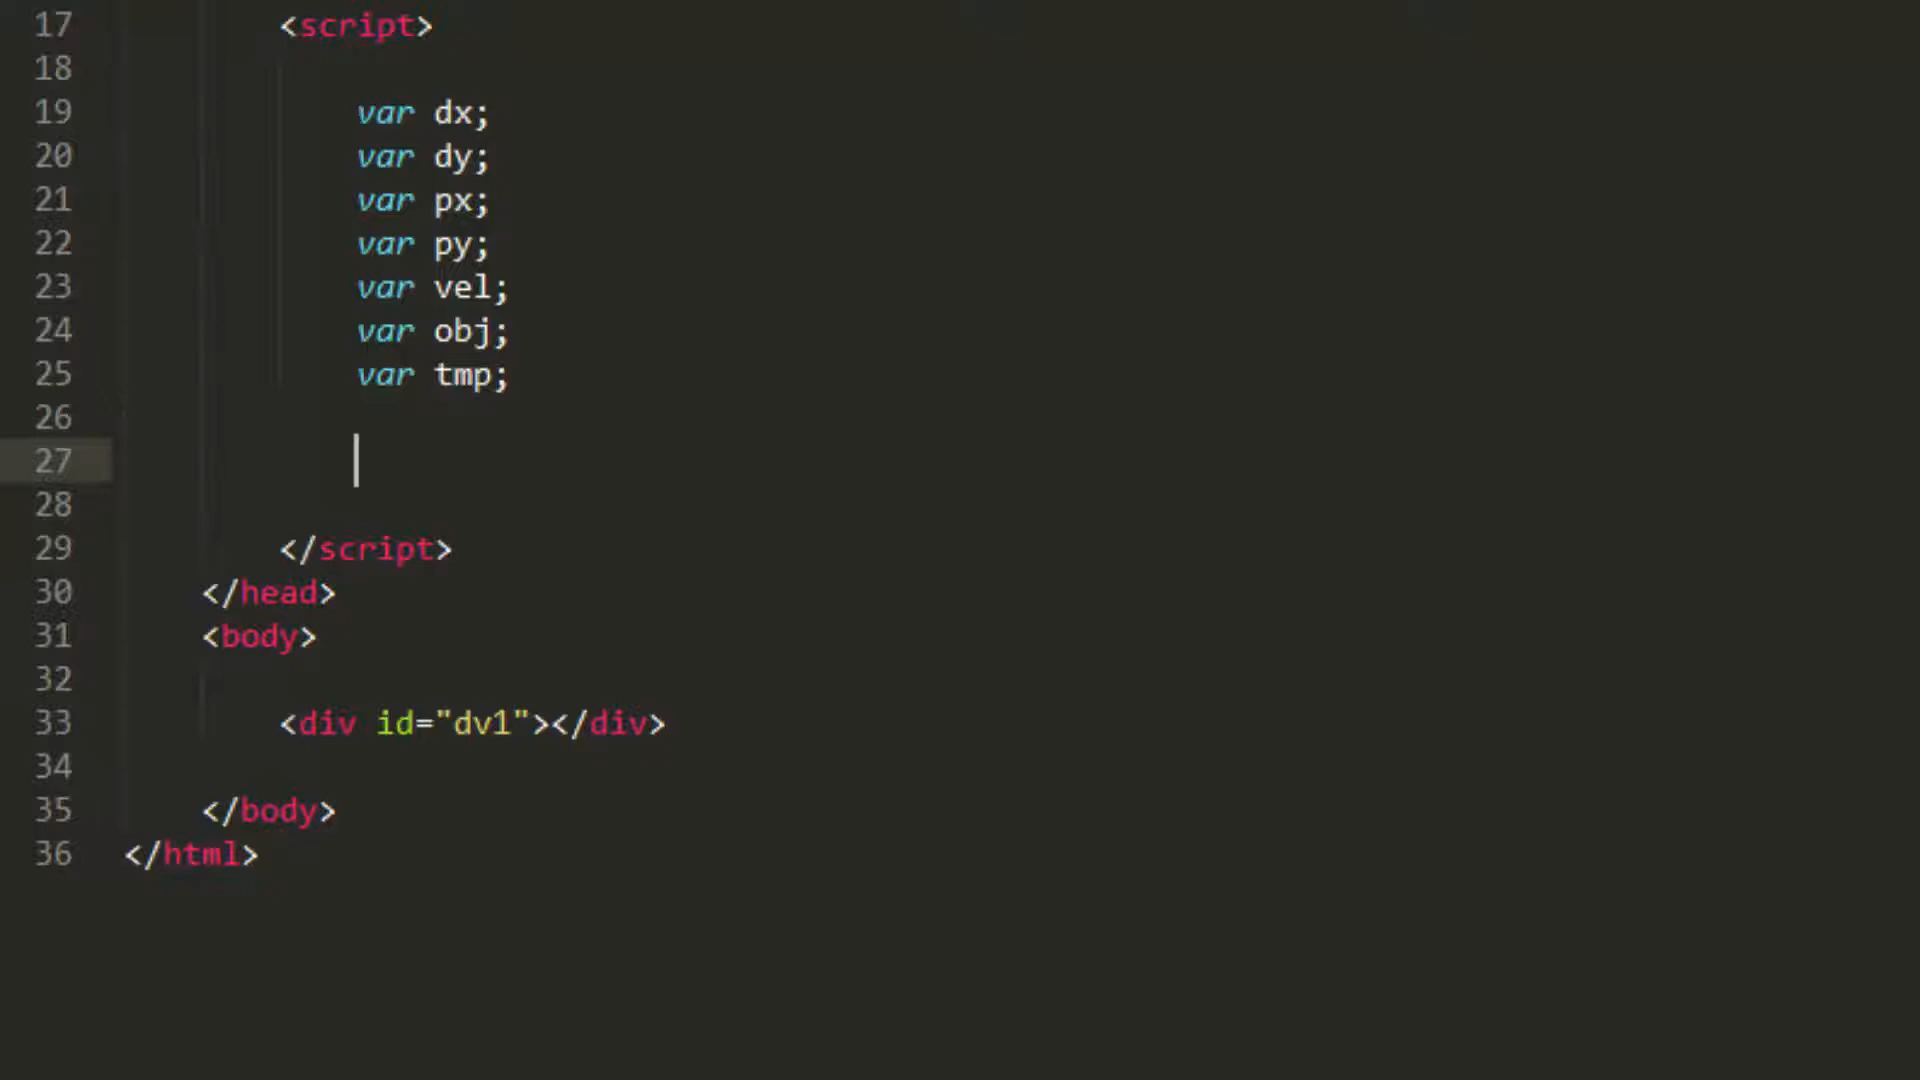 17 <script>
18
19 var dx;
20 var dy;
21 var px;
22 var py;
23 var vel;
24 var obj;
25 var tmp;
26
27
28
29 </script>
30 </head>
31 <body>
32
33 <div id="dv1"></div>
34
35 </body>
36 </html>